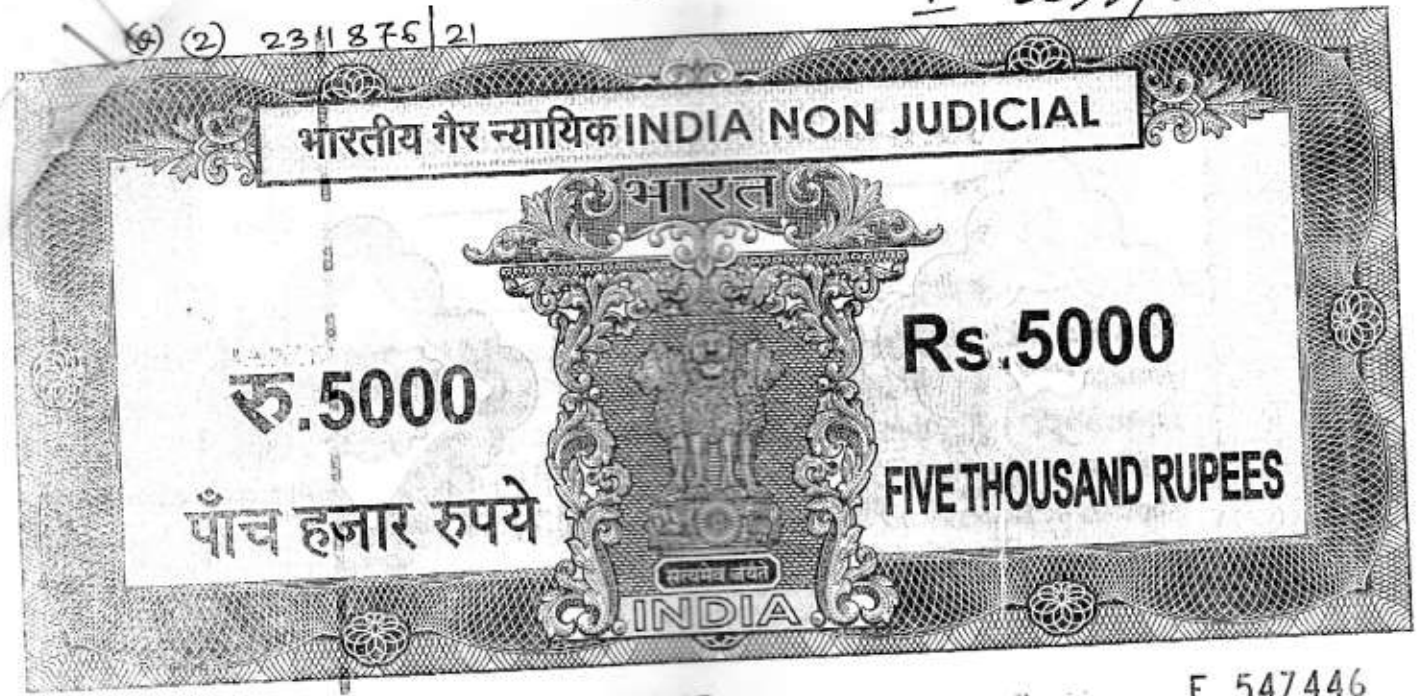 (2) 231876/21
भारतीय गैर न्यायिक INDIA NON JUDICIAL
भारत
रु.5000
Rs.5000
पाँच हजार रुपये
FIVE THOUSAND RUPEES
सत्यमेव जयते
INDIA
F 547446